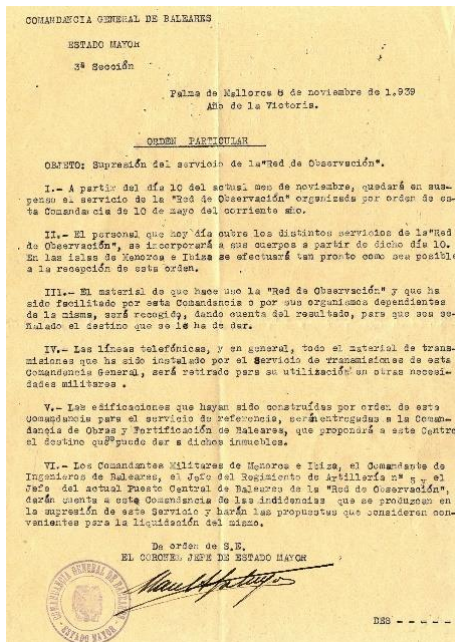 COMANDANCIA GENERAL DE BALEARES
ESTADO MAYOR
3ª Sección
Palma de Mallorca 8 de noviembre de 1,939
Año de la Victoria.
ORDEN PARTICULAR
OBJETO: Supresión del servicio de la"Red de Observación".
I.- A partir del día 10 del actual mes de noviembre, quedará en sus-
penso el servicio de la "Red de Observación" organizada por orden de es-
ta Comandancia de 10 de mayo del corriente año.
II.- El personal que hoy día cubre los distintos servicios de la"Red
de Observación", se incorporará a sus cuerpos a partir de dicho día 10.
En las islas de Menorca e Ibiza se efectuará tan pronto como sea posible
a la recepción de esta orden.
III.- El material de que hace uso la "Red de Observación" y que ha
sido facilitado por esta Comandancia o por sus organismos dependientes
de la misma, será recogido, dando cuenta del resultado, para que sea se-
ñalado el destino que se le ha de dar.
IV.- Las líneas telefónicas, y en general, todo el material de trans-
misiones que ha sido instalado por el Servicio de Transmisiones de esta
Comandancia General, será retirado para su utilización en otras necesi-
dades militares .
V.- Las edificaciones que hayan sido construídas por orden de esta
Comandancia para el servicio de referencia, serán entregadas a la Coman-
dancia de Obras y Fortificación de Baleares, que propondrá a este Centro
el destino que puede dar a dichos inmuebles.
VI.- Los Comandantes Militares de Menorca e Ibiza, el Comandante de
Ingenieros de Baleares, el Jefe del Regimiento de Artillería nº 5 y el
Jefe del actual Puesto Central de Baleares de la "Red de Observación",
darán cuenta a esta Comandancia de las incidencias que se produzcan en
la supresión de este Servicio y harán las propuestas que consideren con-
venientes para la liquidación del mismo.
De orden de S.E.
EL CORONEL JEFE DE ESTADO MAYOR
COMANDANCIA GENERAL DE BALEARES
ESTADO MAYOR
DES - - - - -